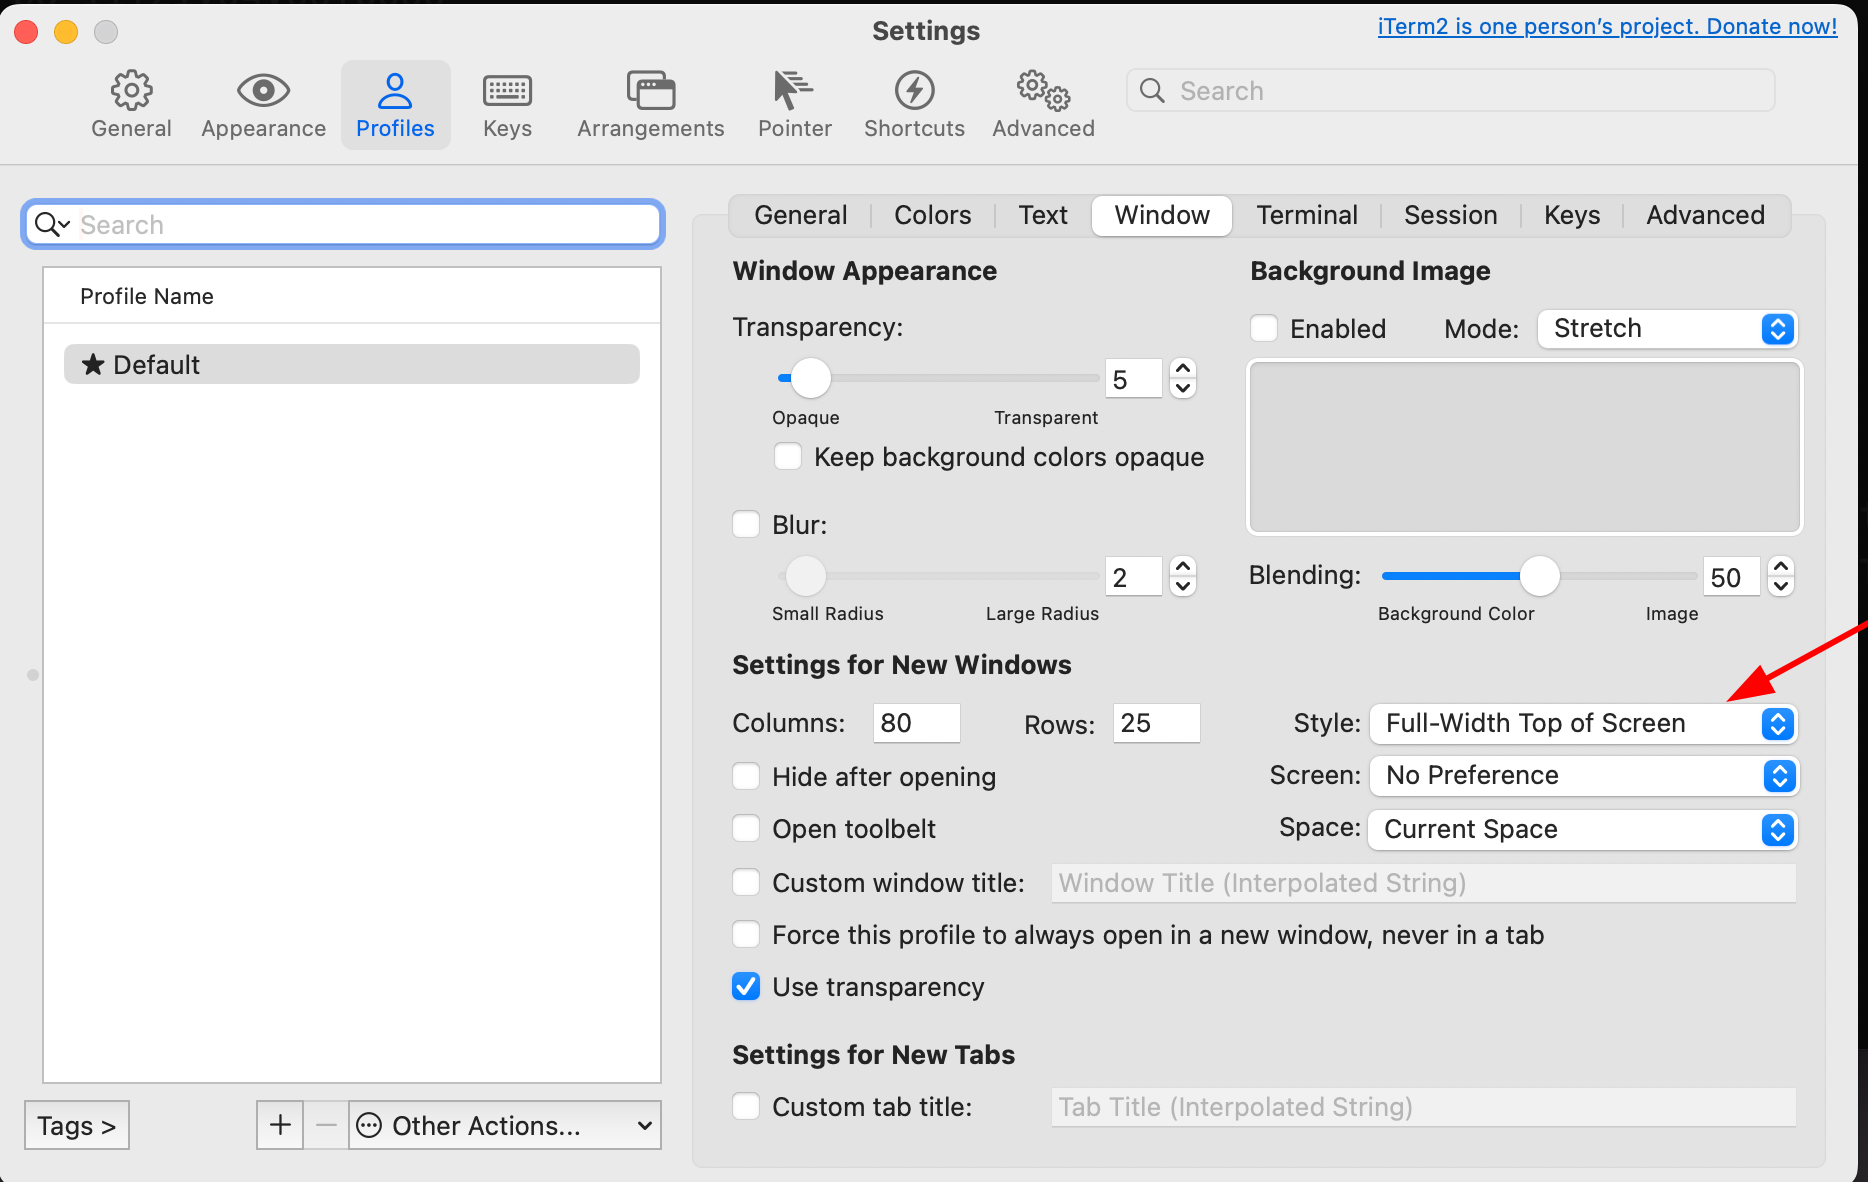 Settings
iTerm2 is one person's project. Donate now!
General
Appearance
Profiles
Keys
Arrangements
Pointer
Shortcuts
Advanced
Search
Search
Profile Name
★ Default
Tags >
+
−
Other Actions...
General
Colors
Text
Window
Terminal
Session
Keys
Advanced
Window Appearance
Transparency:
5
Opaque
Transparent
Keep background colors opaque
Blur:
2
Small Radius
Large Radius
Background Image
Enabled
Mode:
Stretch
Blending:
50
Background Color
Image
Settings for New Windows
Columns:
80
Rows:
25
Style:
Full-Width Top of Screen
Hide after opening
Screen:
No Preference
Open toolbelt
Space:
Current Space
Custom window title:
Window Title (Interpolated String)
Force this profile to always open in a new window, never in a tab
Use transparency
Settings for New Tabs
Custom tab title:
Tab Title (Interpolated String)